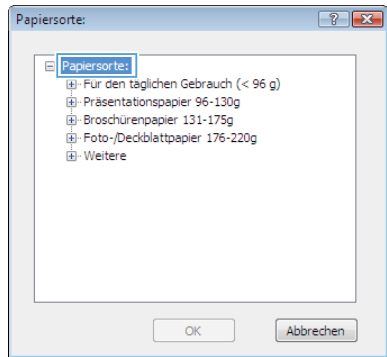 Papiersorte:
Papiersorte:
Für den täglichen Gebrauch (< 96 g)
Präsentationspapier 96-130g
Broschürenpapier 131-175g
Foto-/Deckblattpapier 176-220g
Weitere
OK
Abbrechen